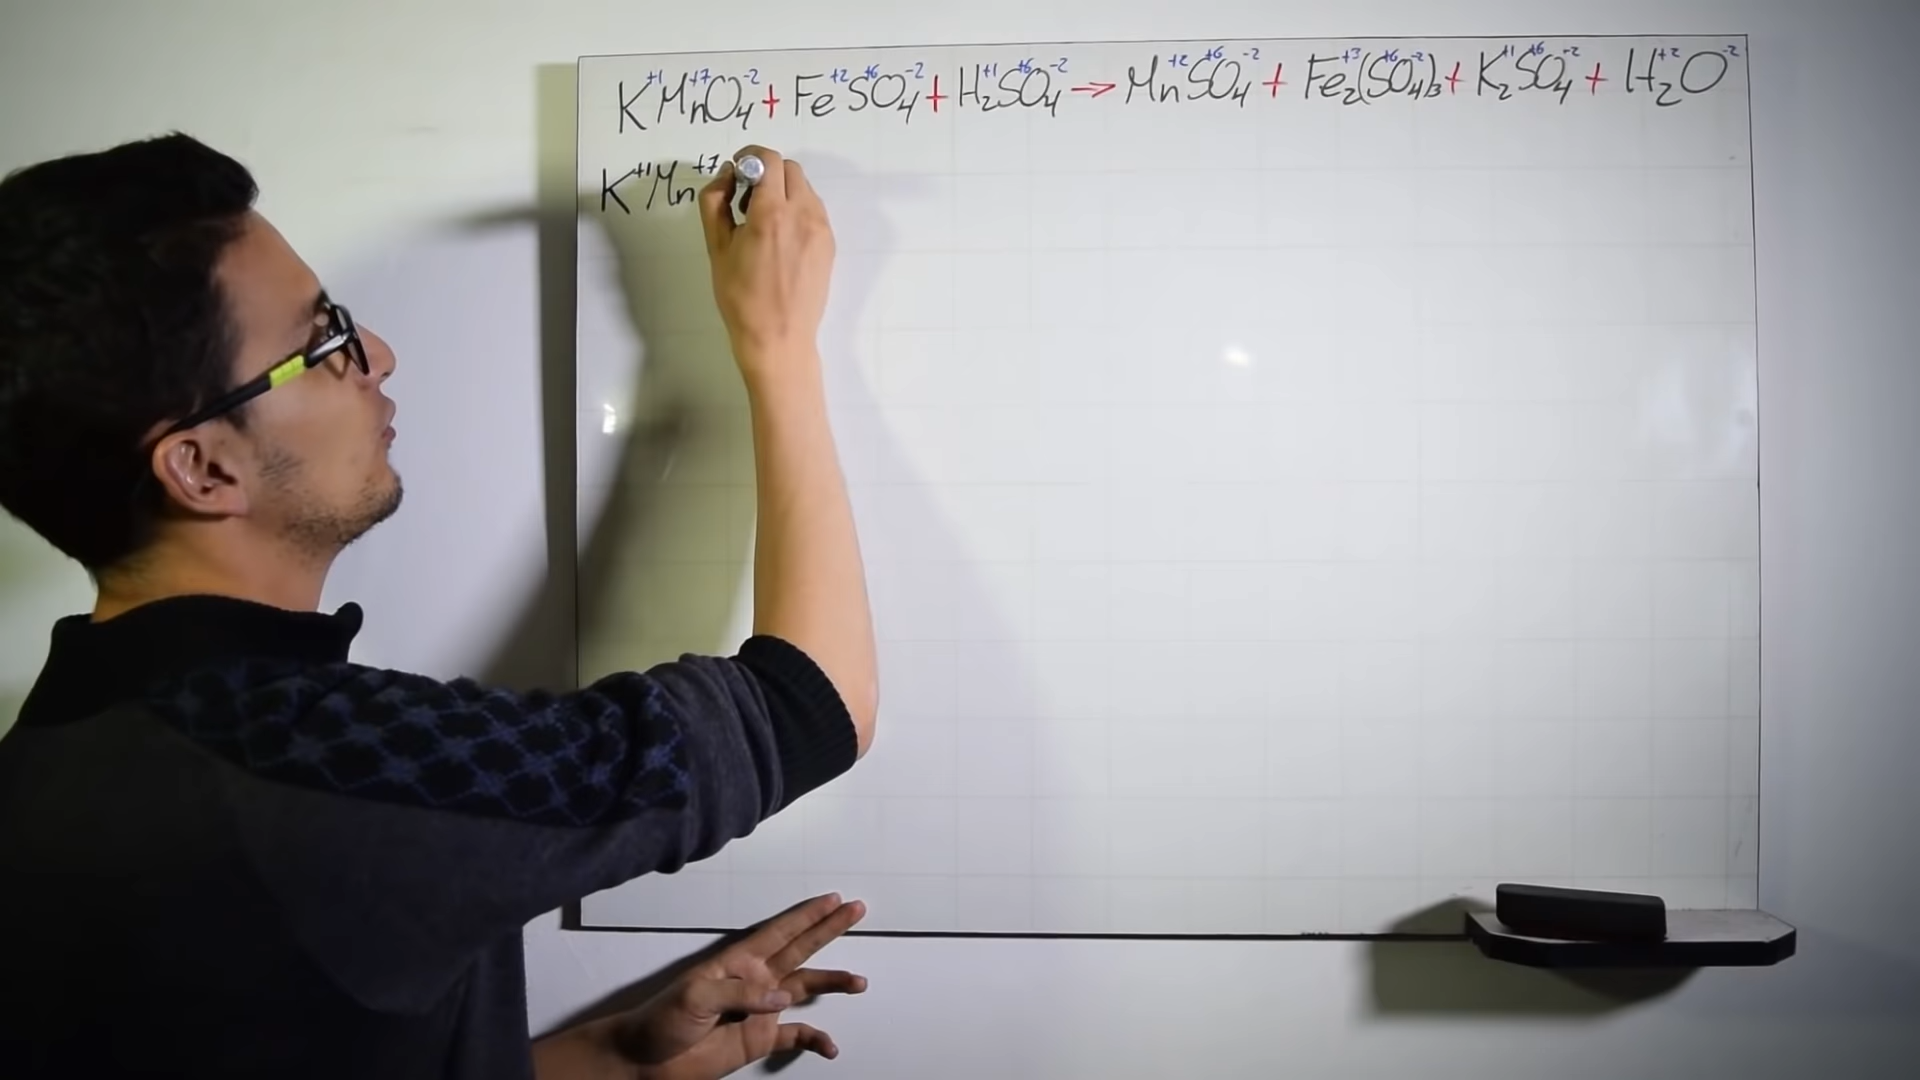 K⁺¹Mn⁺⁷O₄⁻² + Fe⁺²S⁺⁶O₄⁻² + H₂⁺¹S⁺⁶O₄⁻² → Mn⁺²S⁺⁶O₄⁻² + Fe₂⁺³(S⁺⁶O₄⁻²)₃ + K₂⁺¹S⁺⁶O₄⁻² + H₂⁺²O⁻²
K⁺¹Mn⁺⁷